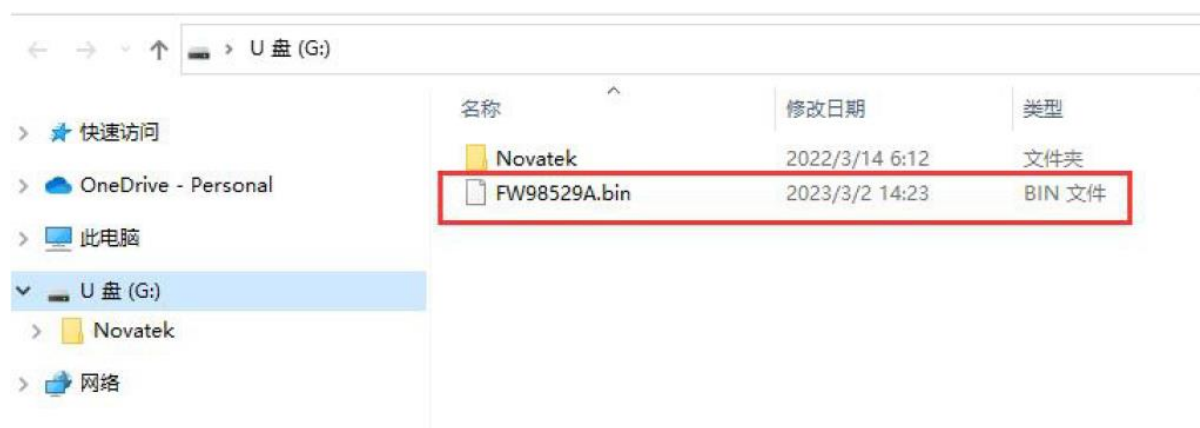 U 盘 (G:)
名称 修改日期 类型
快速访问
Novatek 2022/3/14 6:12 文件夹
OneDrive - Personal
FW98529A.bin 2023/3/2 14:23 BIN 文件
此电脑
U 盘 (G:)
Novatek
网络